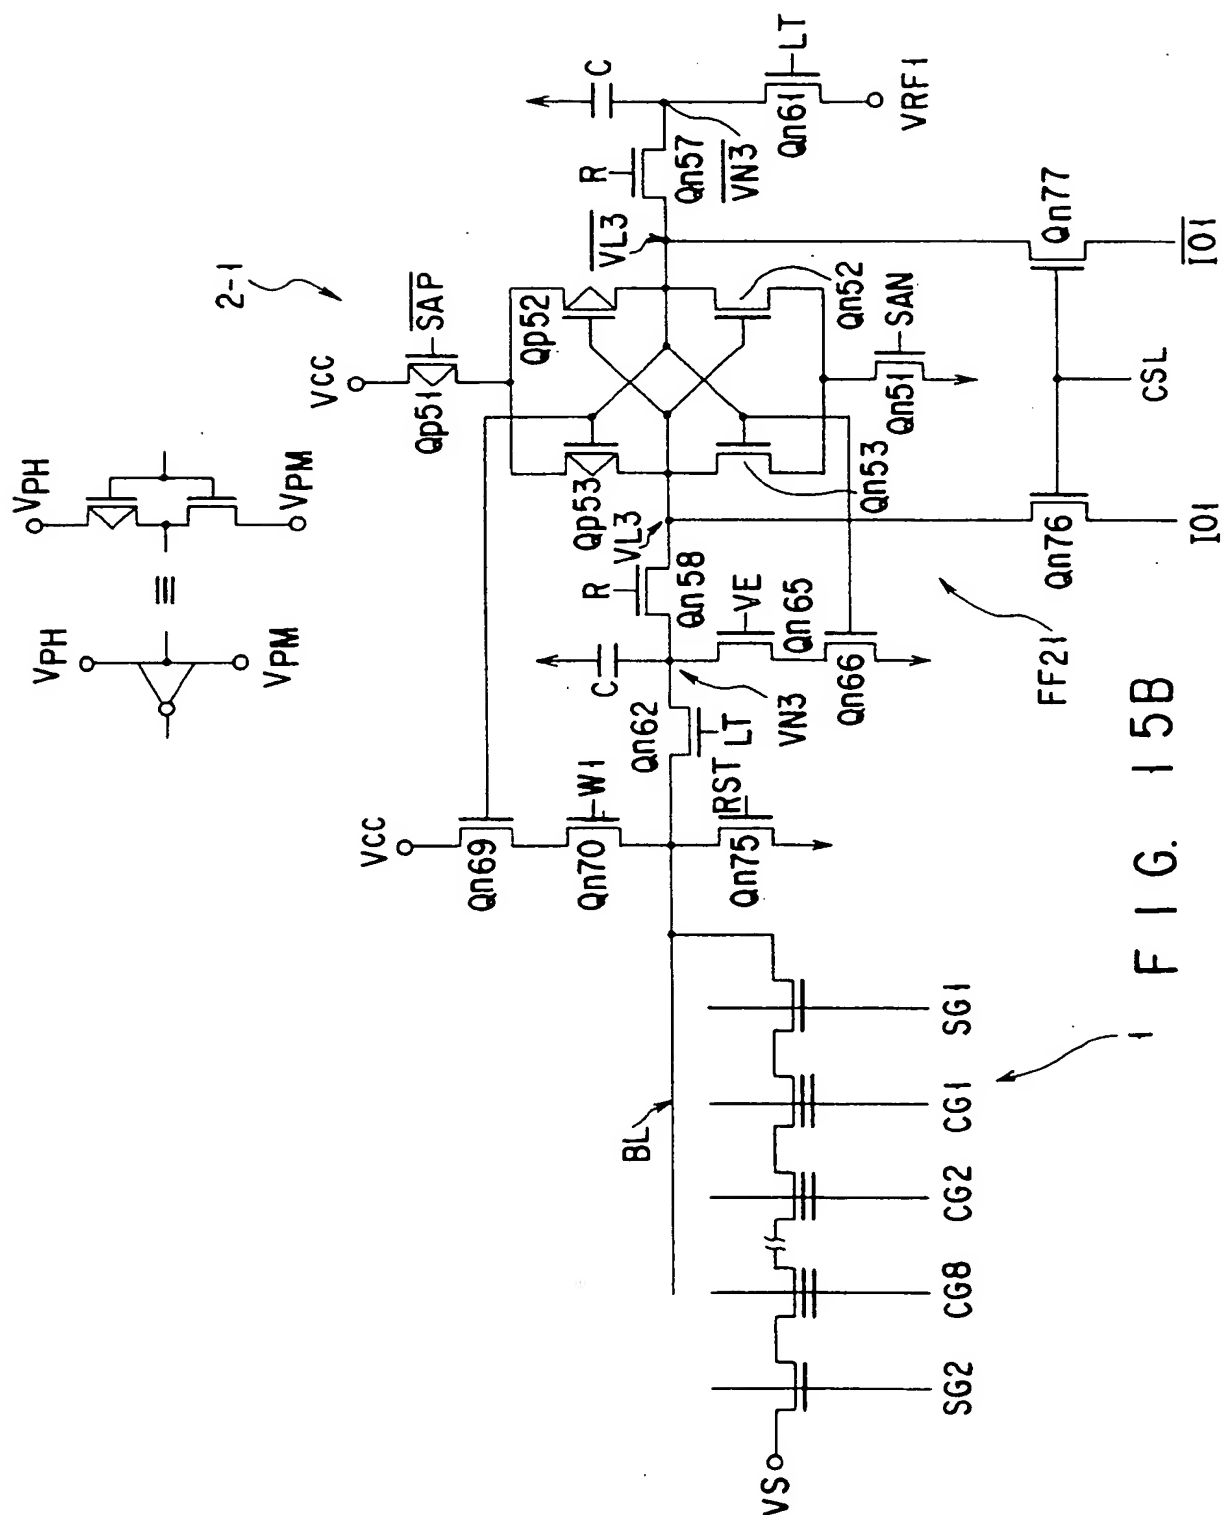 VPH
VPM
≡
VPH
VPM
2-1
VCC
SAP
Qp51
Qp52
Qp53
VL3
VL3
R
Qn57
C
VN3
LT
Qn61
VRF1
Qn52
Qn53
SAN
Qn51
Qn77
IO1
CSL
Qn76
IO1
FF21
R
Qn58
C
VE
Qn65
Qn66
VN3
Qn62
LT
VCC
Qn69
W1
Qn70
RST
Qn75
BL
SG1
CG1
CG2
CG8
SG2
VS
1
FIG. 15B